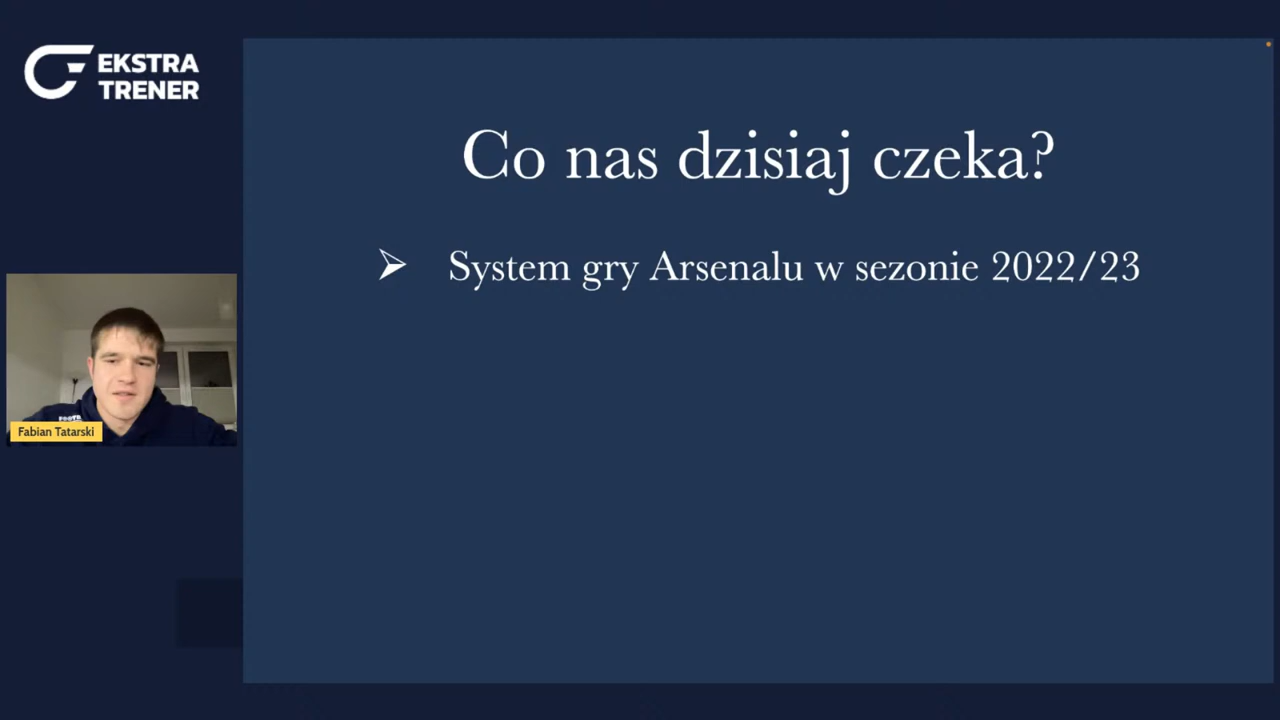 EKSTRA
TRENER
Co nas dzisiaj czeka?
➢ System gry Arsenalu w sezonie 2022/23
Fabian Tatarski